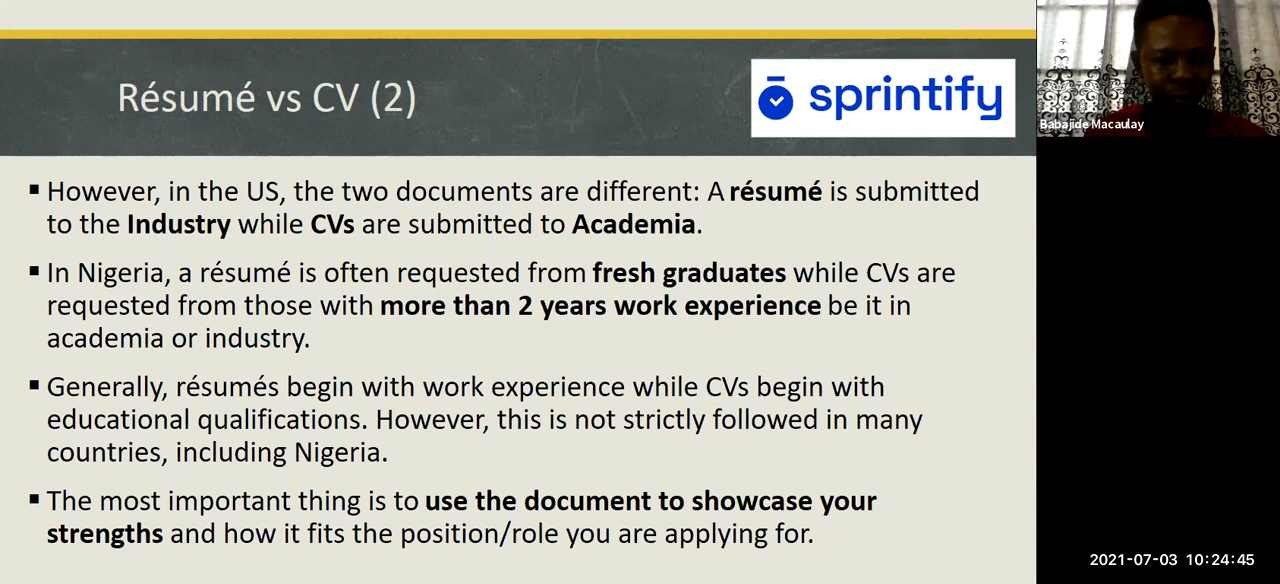 Résumé vs CV (2)
sprintify
Babajide Macaulay
▪ However, in the US, the two documents are different: A résumé is submitted
to the Industry while CVs are submitted to Academia.
▪ In Nigeria, a résumé is often requested from fresh graduates while CVs are
requested from those with more than 2 years work experience be it in
academia or industry.
▪ Generally, résumés begin with work experience while CVs begin with
educational qualifications. However, this is not strictly followed in many
countries, including Nigeria.
▪ The most important thing is to use the document to showcase your
strengths and how it fits the position/role you are applying for.
2021-07-03 10:24:45